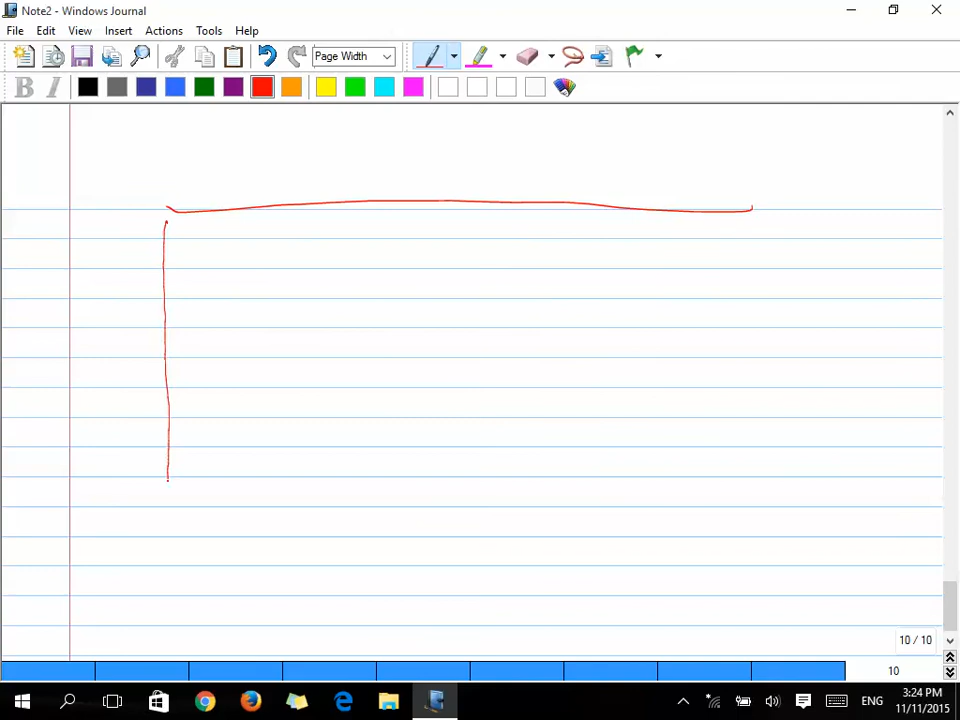 Note2 - Windows Journal
File Edit View Insert Actions Tools Help
Page Width
B I
10 / 10
10
ENG
3:24 PM
11/11/2015